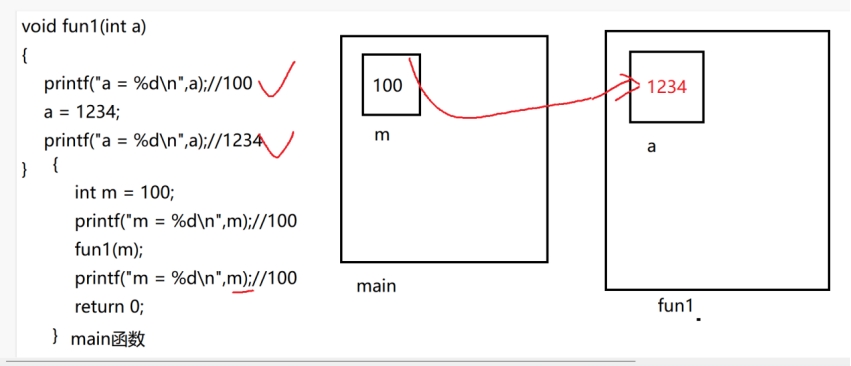 void fun1(int a)
{
printf("a = %d\n",a);//100
a = 1234;
printf("a = %d\n",a);//1234
}
{
int m = 100;
printf("m = %d\n",m);//100
fun1(m);
printf("m = %d\n",m);//100
return 0;
} main函数
100
m
main
1234
a
fun1